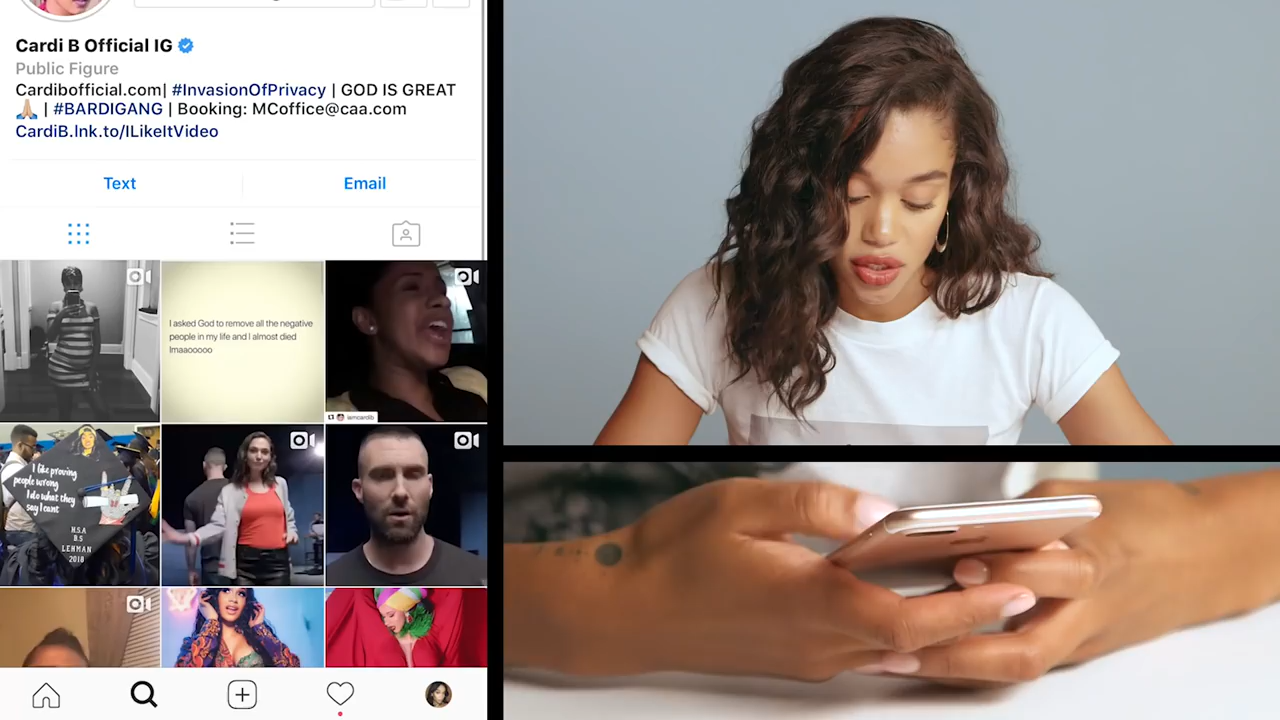 Cardi B Official IG
Public Figure
Cardibofficial.com| #InvasionOfPrivacy | GOD IS GREAT
🙏🏼 | #BARDIGANG | Booking: MCoffice@caa.com
CardiB.lnk.to/ILikeItVideo
Text Email
I asked God to remove all the negative
people in my life and I almost died
lmaaooooo
iamcardib
I like proving
people wrong
I do what they
say I cant
H.S.A
B.S
LEHMAN
2018